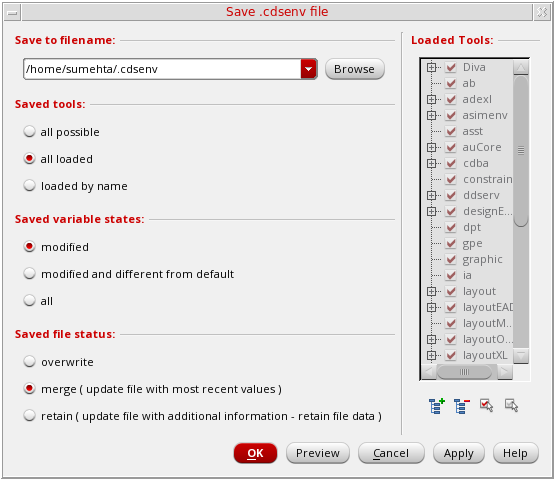 Save .cdsenv file
Save to filename:
/home/sumehta/.cdsenv
Browse
Saved tools:
all possible
all loaded
loaded by name
Saved variable states:
modified
modified and different from default
all
Saved file status:
overwrite
merge ( update file with most recent values )
retain ( update file with additional information - retain file data )
Loaded Tools:
Diva
ab
adexl
asimenv
asst
auCore
cdba
constrain
ddserv
designE...
dpt
gpe
graphic
ia
layout
layoutEAD
layoutM...
layoutO...
layoutXL
OK
Preview
Cancel
Apply
Help